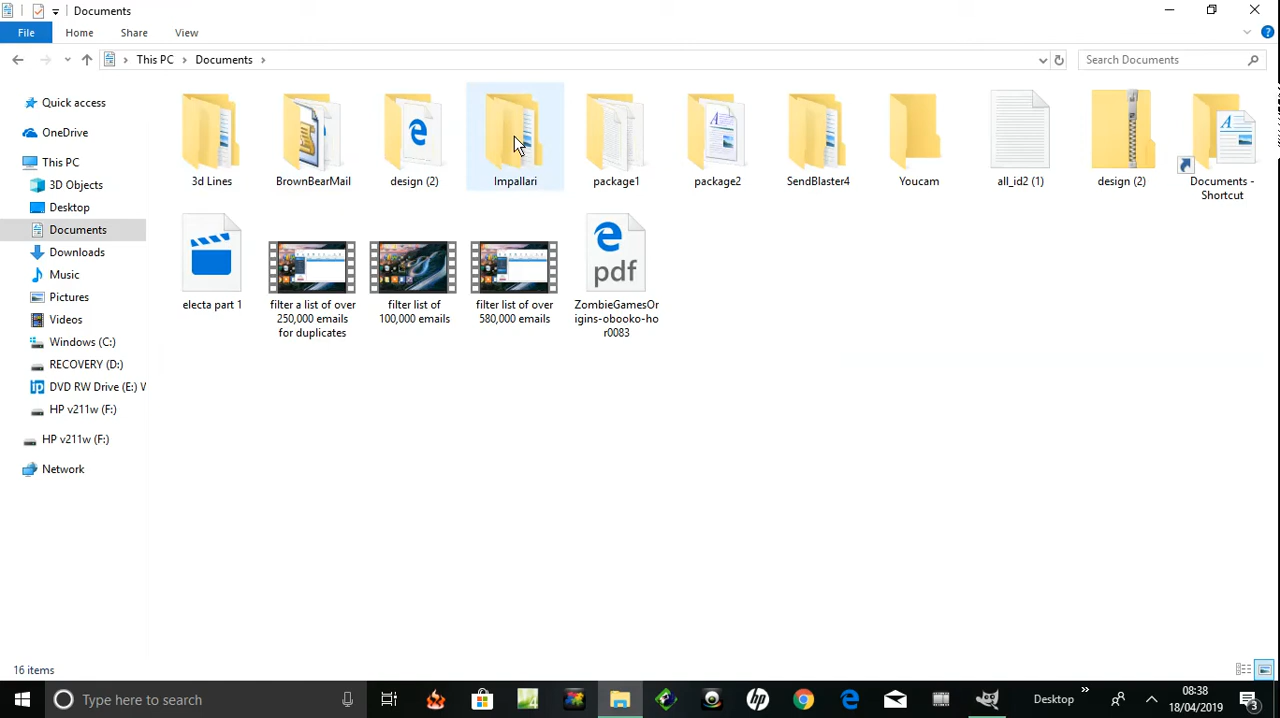 Documents
File Home Share View
This PC Documents
Search Documents
Quick access
OneDrive
This PC
3D Objects
Desktop
Documents
Downloads
Music
Pictures
Videos
Windows (C:)
RECOVERY (D:)
DVD RW Drive (E:) W
HP v211w (F:)
HP v211w (F:)
Network
3d Lines
BrownBearMail
design (2)
Impallari
package1
package2
SendBlaster4
Youcam
all_id2 (1)
design (2)
Documents -
Shortcut
electa part 1
filter a list of over
250,000 emails
for duplicates
filter list of
100,000 emails
filter list of over
580,000 emails
pdf
ZombieGamesOr
igins-obooko-ho
r0083
16 items
Type here to search
Desktop
08:38
18/04/2019
3